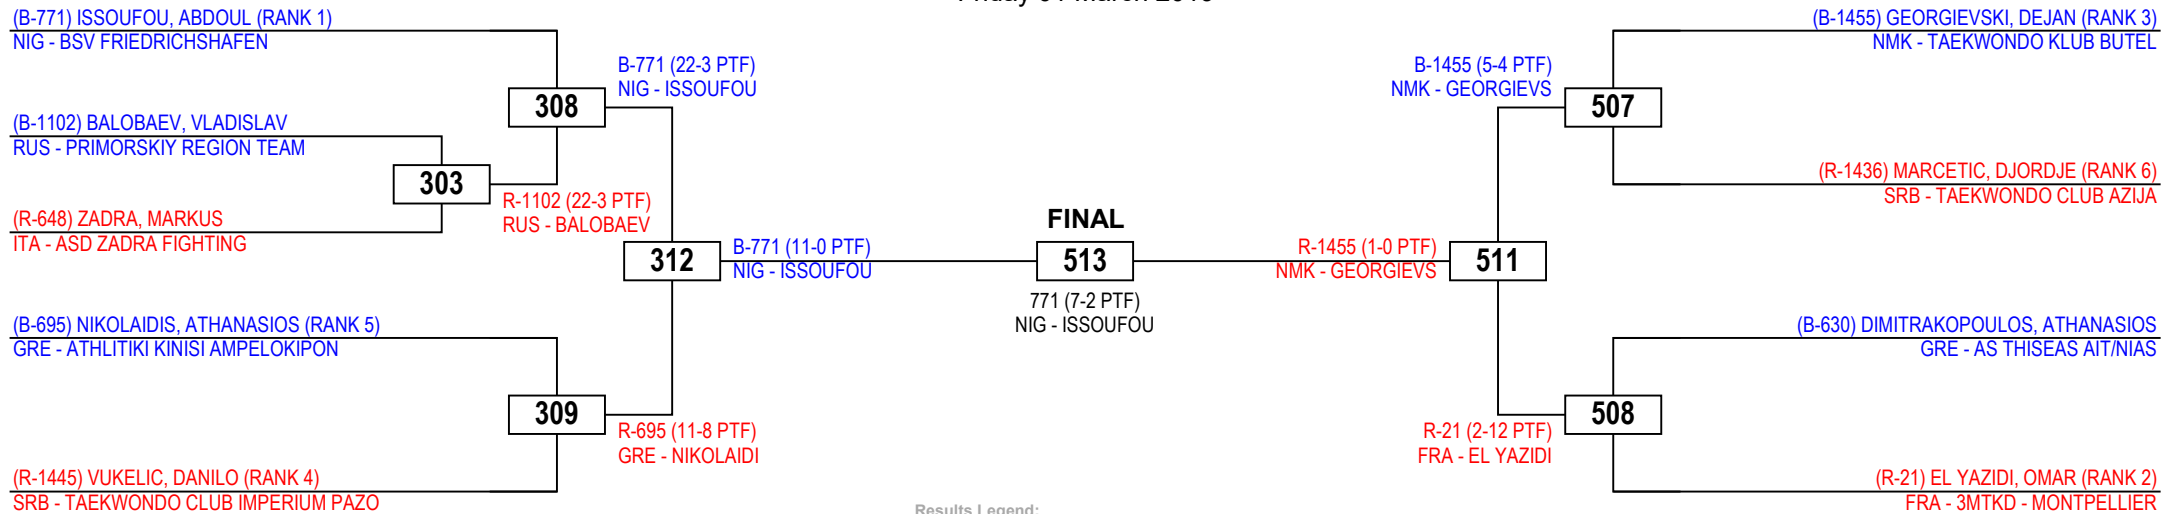 (B-771) ISSOUFOU, ABDOUL (RANK 1)
NIG - BSV FRIEDRICHSHAFEN
(B-1102) BALOBAEV, VLADISLAV
RUS - PRIMORSKIY REGION TEAM
(R-648) ZADRA, MARKUS
ITA - ASD ZADRA FIGHTING
(B-695) NIKOLAIDIS, ATHANASIOS (RANK 5)
GRE - ATHLITIKI KINISI AMPELOKIPON
(R-1445) VUKELIC, DANILO (RANK 4)
SRB - TAEKWONDO CLUB IMPERIUM PAZO
303
R-1102 (22-3 PTF)
RUS - BALOBAEV
308
B-771 (22-3 PTF)
NIG - ISSOUFOU
309
R-695 (11-8 PTF)
GRE - NIKOLAIDI
312
B-771 (11-0 PTF)
NIG - ISSOUFOU
FINAL
513
771 (7-2 PTF)
NIG - ISSOUFOU
R-1455 (1-0 PTF)
NMK - GEORGIEVS
511
B-1455 (5-4 PTF)
NMK - GEORGIEVS
507
R-21 (2-12 PTF)
FRA - EL YAZIDI
508
(B-1455) GEORGIEVSKI, DEJAN (RANK 3)
NMK - TAEKWONDO KLUB BUTEL
(R-1436) MARCETIC, DJORDJE (RANK 6)
SRB - TAEKWONDO CLUB AZIJA
(B-630) DIMITRAKOPOULOS, ATHANASIOS
GRE - AS THISEAS AIT/NIAS
(R-21) EL YAZIDI, OMAR (RANK 2)
FRA - 3MTKD - MONTPELLIER
Results Legend: